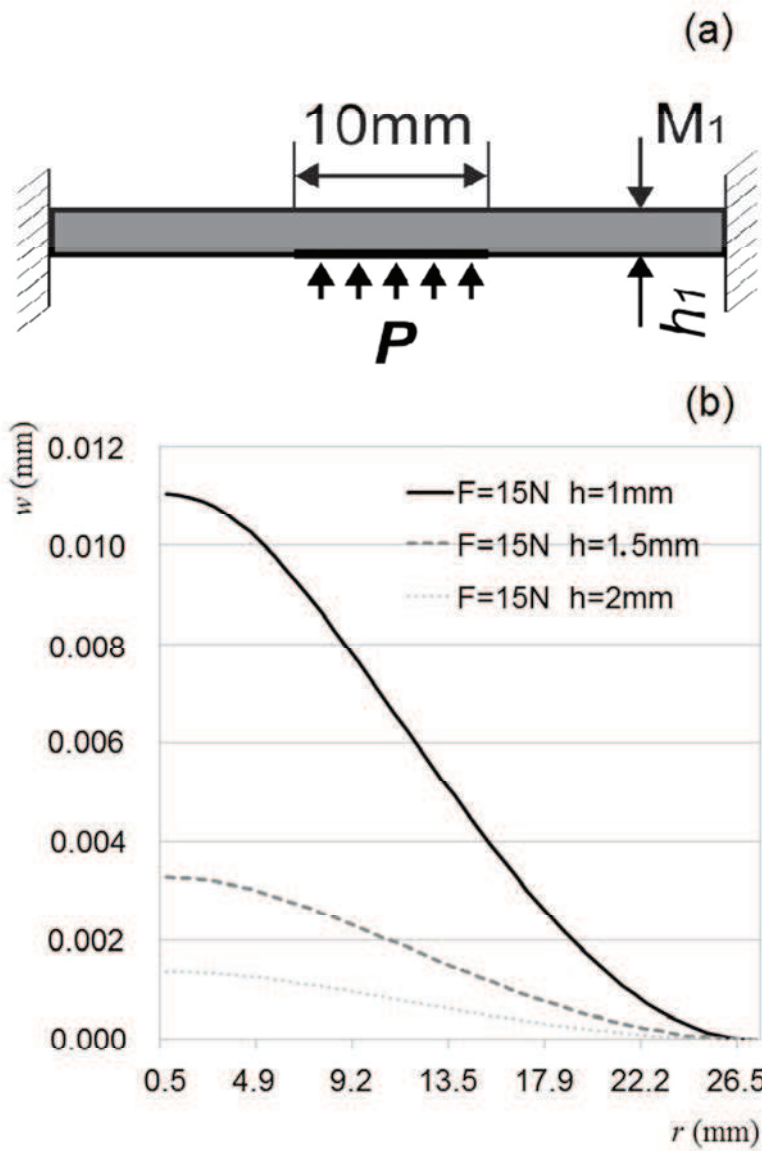 (a)
10mm
M1
h1
P
(b)
w (mm)
0.012
0.010
0.008
0.006
0.004
0.002
0.000
F=15N h=1mm
F=15N h=1.5mm
F=15N h=2mm
0.5 4.9 9.2 13.5 17.9 22.2 26.5
r (mm)